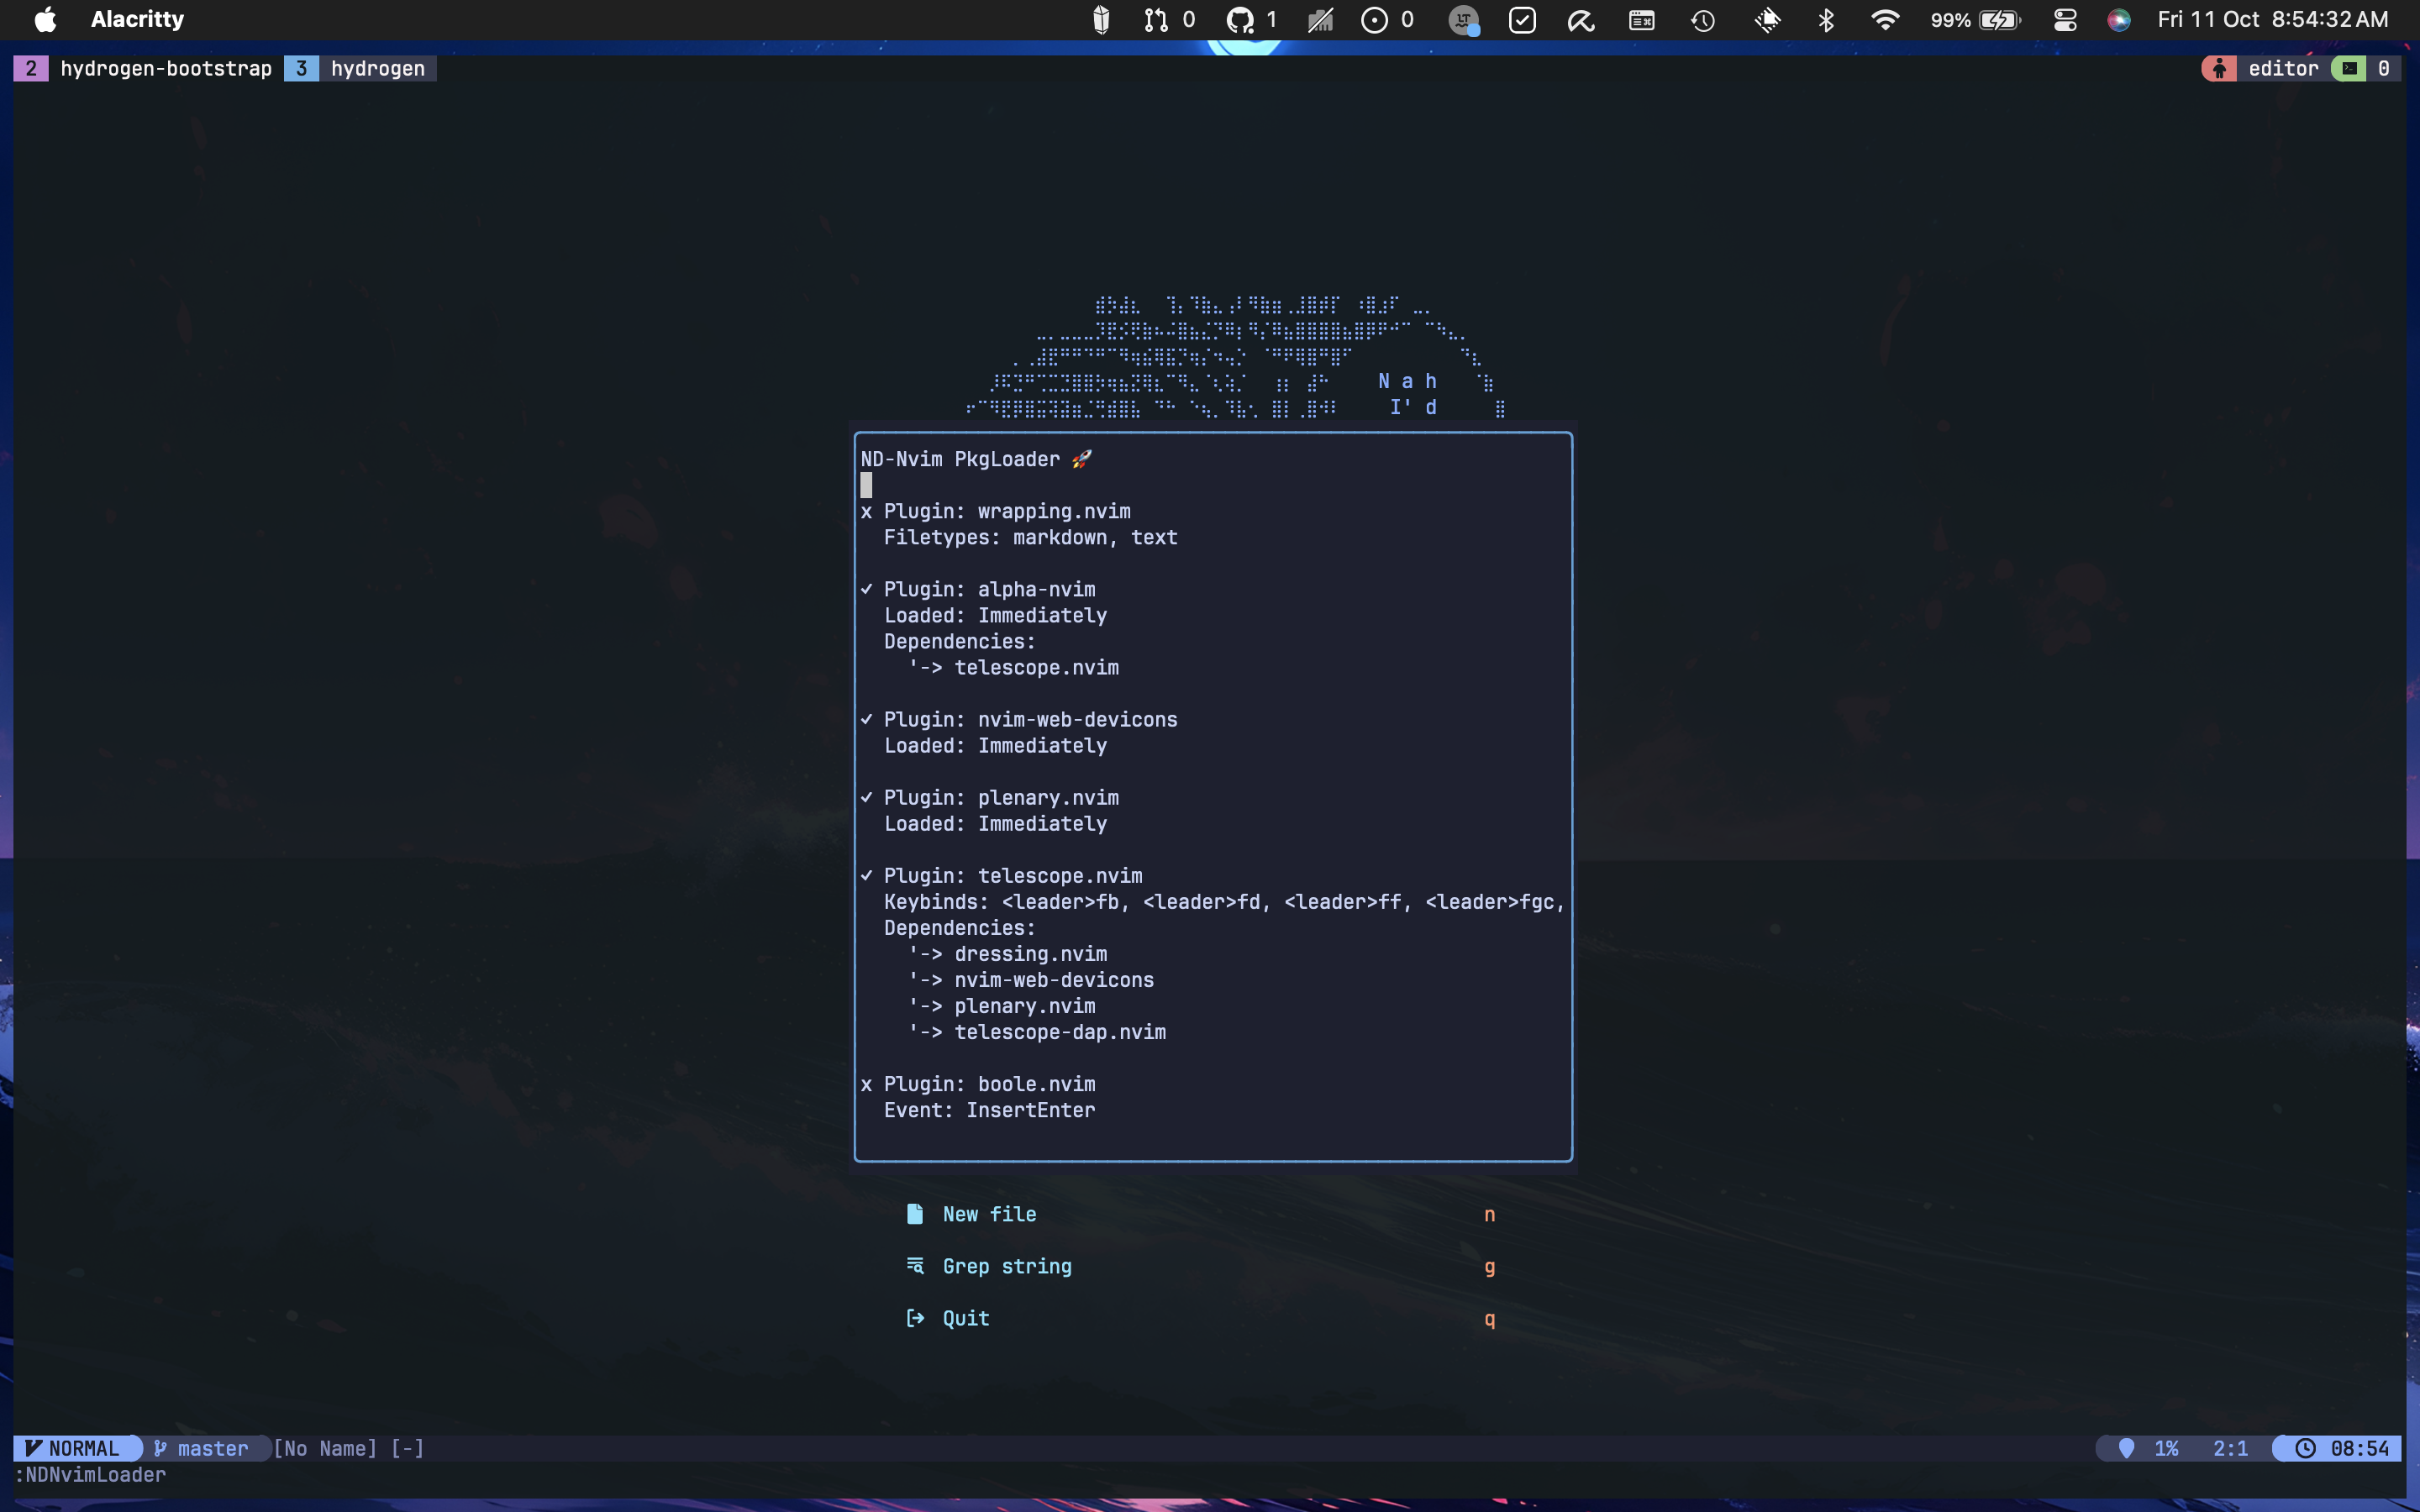 Alacritty 0 1 0 LT 99% Fri 11 Oct 8:54:32 AM
2 hydrogen-bootstrap 3 hydrogen editor 0
N a h
I' d
ND-Nvim PkgLoader 🚀
x Plugin: wrapping.nvim
Filetypes: markdown, text
✓ Plugin: alpha-nvim
Loaded: Immediately
Dependencies:
'-> telescope.nvim
✓ Plugin: nvim-web-devicons
Loaded: Immediately
✓ Plugin: plenary.nvim
Loaded: Immediately
✓ Plugin: telescope.nvim
Keybinds: <leader>fb, <leader>fd, <leader>ff, <leader>fgc,
Dependencies:
'-> dressing.nvim
'-> nvim-web-devicons
'-> plenary.nvim
'-> telescope-dap.nvim
x Plugin: boole.nvim
Event: InsertEnter
New file n
Grep string g
Quit q
NORMAL master [No Name] [-] 1% 2:1 08:54
:NDNvimLoader